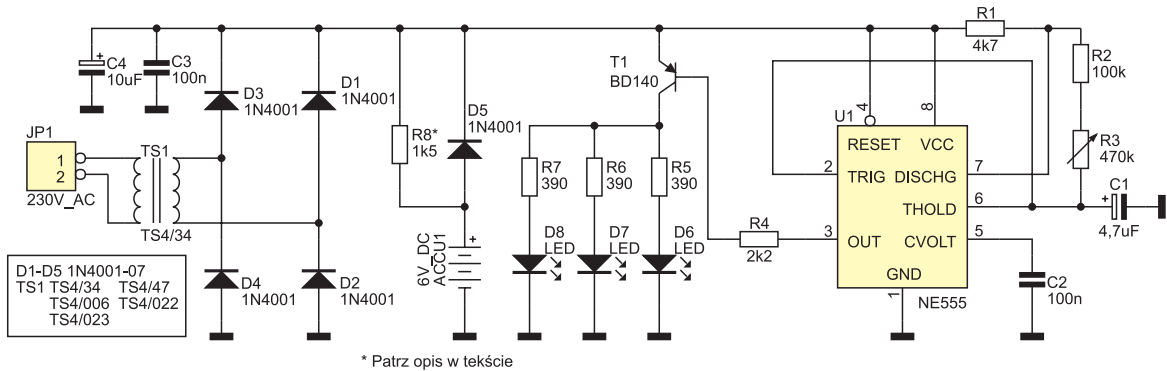 C4
10uF
+
C3
100n
D3
1N4001
D1
1N4001
JP1
1
2
230V_AC
TS1
TS4/34
D4
1N4001
D2
1N4001
D1-D5 1N4001-07
TS1 TS4/34 TS4/47
TS4/006 TS4/022
TS4/023
R8*
1k5
D5
1N4001
+
6V_DC
ACCU1
T1
BD140
R7
390
R6
390
R5
390
D8
LED
D7
LED
D6
LED
R4
2k2
R1
4k7
R2
100k
R3
470k
U1
4
8
RESET VCC
2
TRIG DISCHG
7
THOLD
6
3
OUT CVOLT
5
GND
1
NE555
C1
+
4,7uF
C2
100n
* Patrz opis w tekście